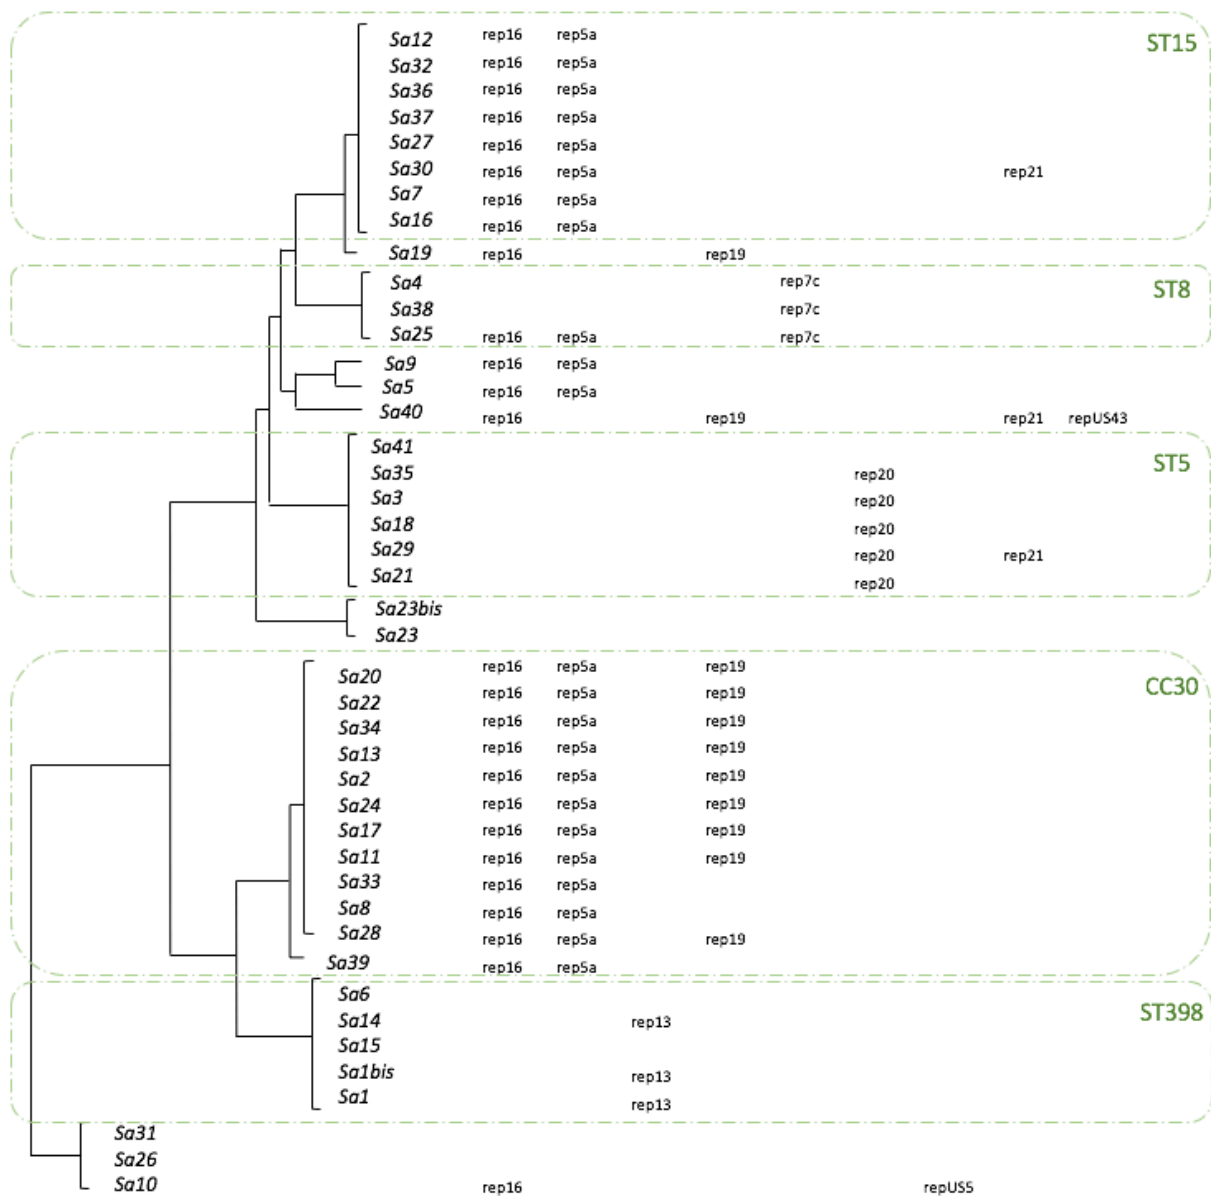 Sa12 rep16 rep5a ST15
Sa32 rep16 rep5a
Sa36 rep16 rep5a
Sa37 rep16 rep5a
Sa27 rep16 rep5a
Sa30 rep16 rep5a rep21
Sa7 rep16 rep5a
Sa16 rep16 rep5a
Sa19 rep16 rep19
Sa4 rep7c ST8
Sa38 rep7c
Sa25 rep16 rep5a rep7c
Sa9 rep16 rep5a
Sa5 rep16 rep5a
Sa40 rep16 rep19 rep21 repUS43
Sa41 ST5
Sa35 rep20
Sa3 rep20
Sa18 rep20
Sa29 rep20 rep21
Sa21 rep20
Sa23bis
Sa23
Sa20 rep16 rep5a rep19 CC30
Sa22 rep16 rep5a rep19
Sa34 rep16 rep5a rep19
Sa13 rep16 rep5a rep19
Sa2 rep16 rep5a rep19
Sa24 rep16 rep5a rep19
Sa17 rep16 rep5a rep19
Sa11 rep16 rep5a rep19
Sa33 rep16 rep5a
Sa8 rep16 rep5a
Sa28 rep16 rep5a rep19
Sa39 rep16 rep5a
Sa6 ST398
Sa14 rep13
Sa15
Sa1bis rep13
Sa1 rep13
Sa31
Sa26
Sa10 rep16 repUS5